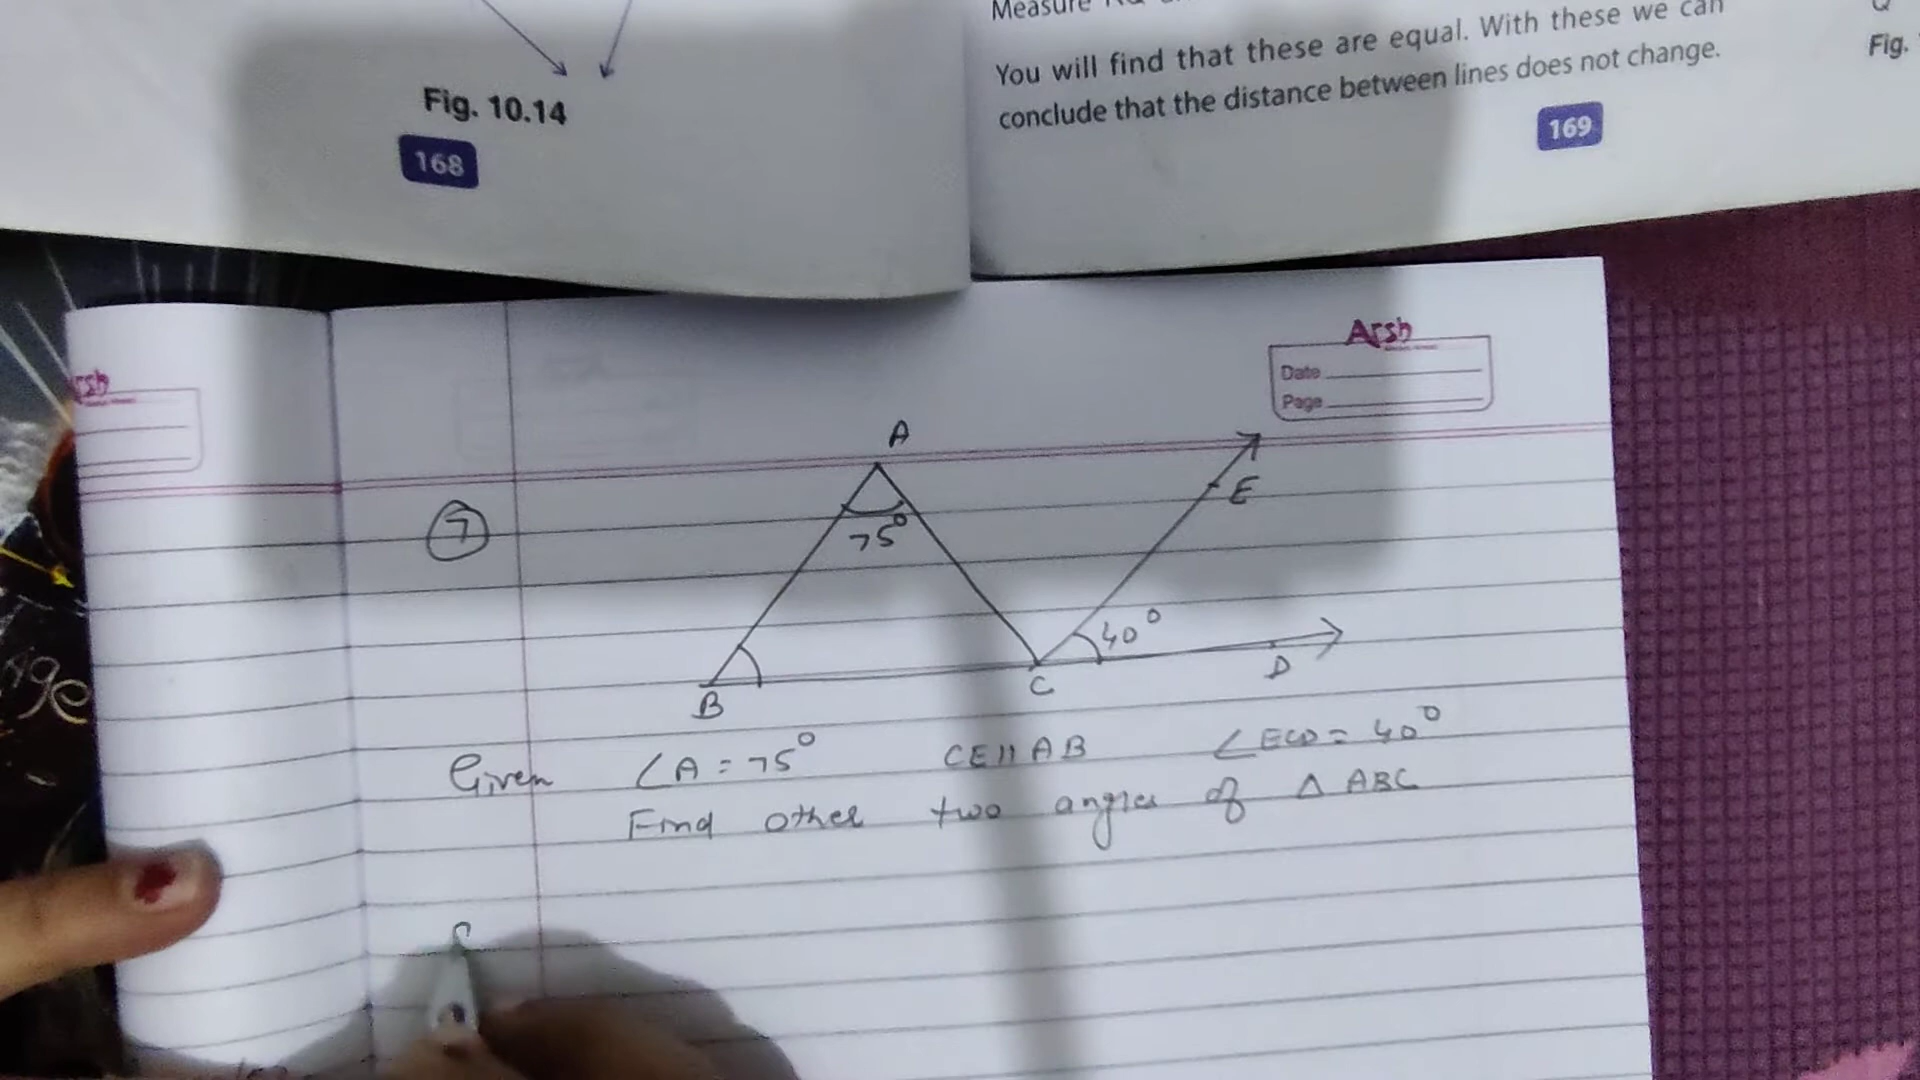 Measure
You will find that these are equal. With these we can
conclude that the distance between lines does not change.
Fig.
Fig. 10.14
168
169
Arsh
Date
Page
A
E
7
75°
40°
B
C
D
Given ∠A = 75° CE || AB ∠ECD = 40°
Find other two angles of △ ABC